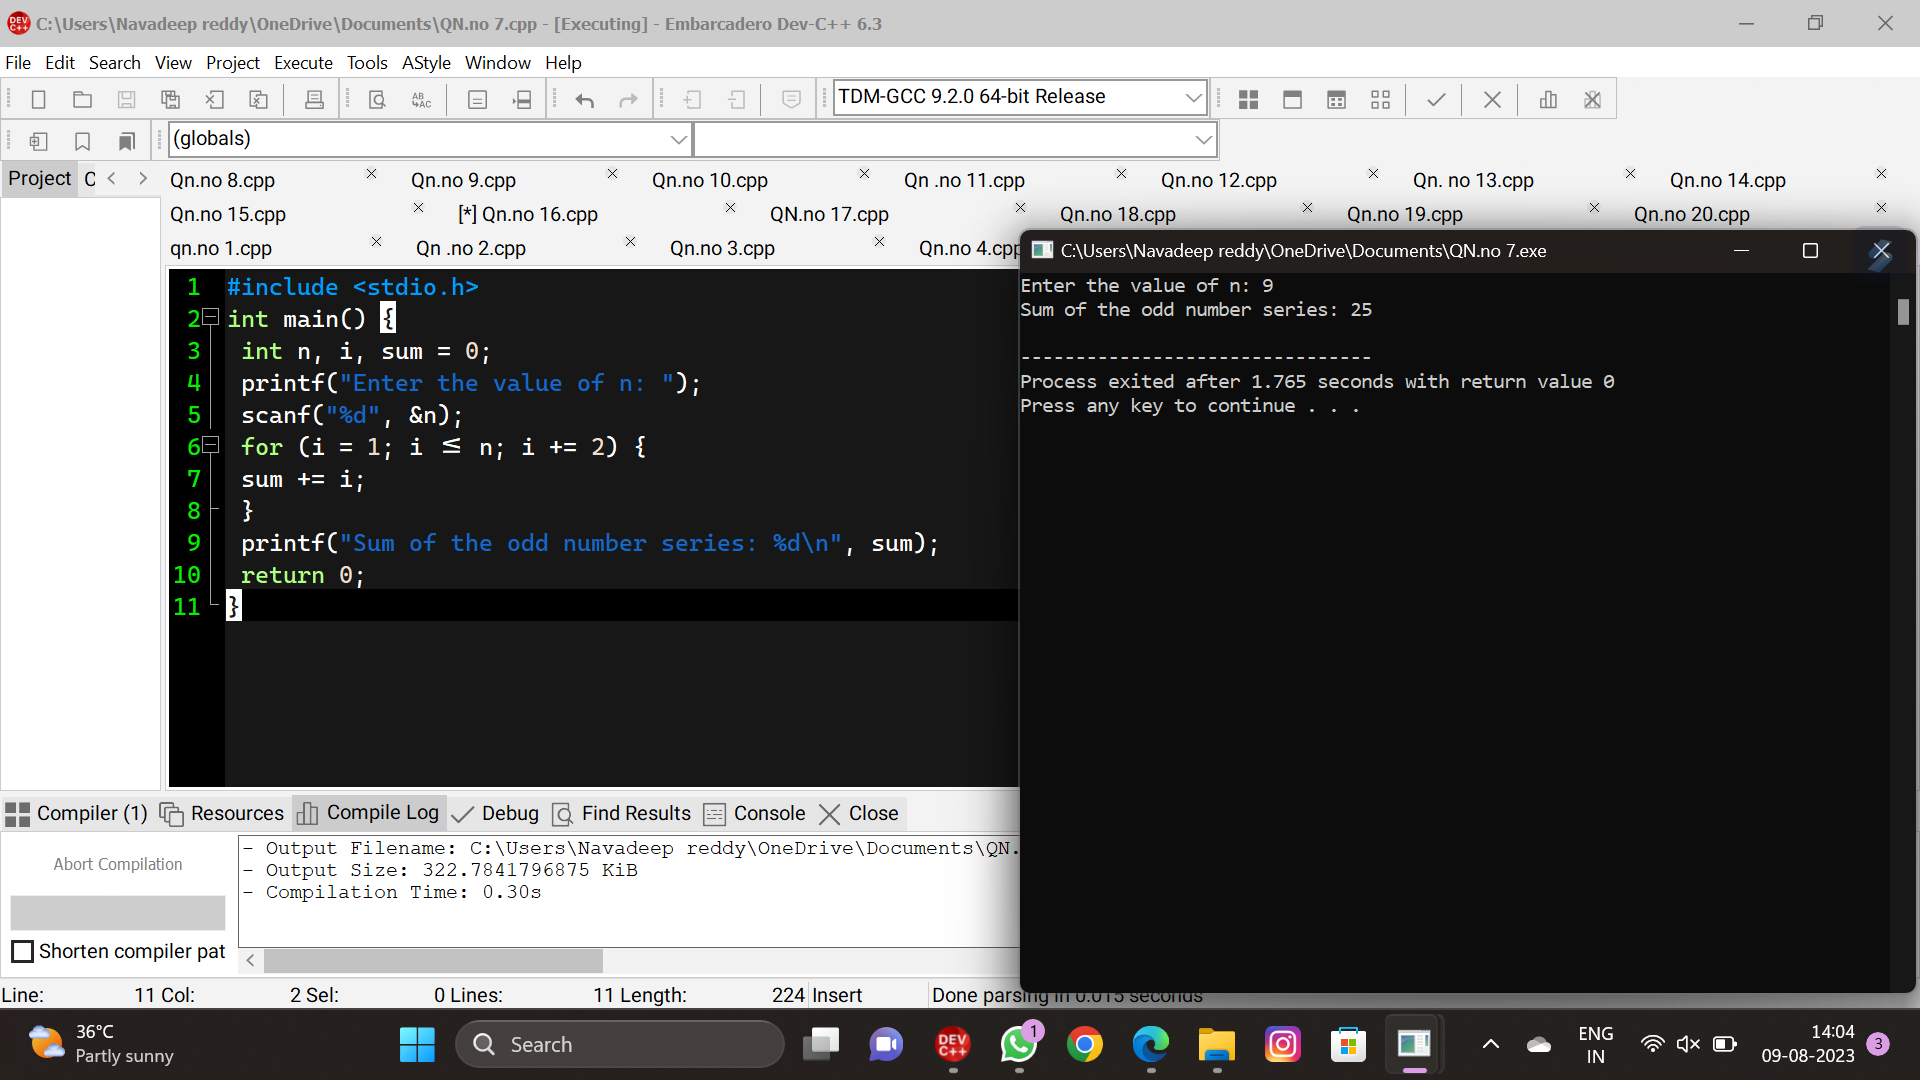 C:\Users\Navadeep reddy\OneDrive\Documents\QN.no 7.cpp - [Executing] - Embarcadero Dev-C++ 6.3
File Edit Search View Project Execute Tools AStyle Window Help
TDM-GCC 9.2.0 64-bit Release
(globals)
Project
Qn.no 8.cpp Qn.no 9.cpp Qn.no 10.cpp Qn .no 11.cpp Qn.no 12.cpp Qn. no 13.cpp Qn.no 14.cpp
Qn.no 15.cpp [*] Qn.no 16.cpp QN.no 17.cpp Qn.no 18.cpp Qn.no 19.cpp Qn.no 20.cpp
qn.no 1.cpp Qn .no 2.cpp Qn.no 3.cpp Qn.no 4.cpp
1 #include <stdio.h>
2 int main() {
3 int n, i, sum = 0;
4 printf("Enter the value of n: ");
5 scanf("%d", &n);
6 for (i = 1; i ≤ n; i += 2) {
7 sum += i;
8 }
9 printf("Sum of the odd number series: %d\n", sum);
10 return 0;
11 }
C:\Users\Navadeep reddy\OneDrive\Documents\QN.no 7.exe
Enter the value of n: 9
Sum of the odd number series: 25
--------------------------------
Process exited after 1.765 seconds with return value 0
Press any key to continue . . .
Compiler (1) Resources Compile Log Debug Find Results Console Close
Abort Compilation
Shorten compiler pat
- Output Filename: C:\Users\Navadeep reddy\OneDrive\Documents\QN.
- Output Size: 322.7841796875 KiB
- Compilation Time: 0.30s
Line: 11 Col: 2 Sel: 0 Lines: 11 Length: 224 Insert Done parsing in 0.015 seconds
36°C
Partly sunny
Search
DEV
C++
1
ENG
IN
14:04
09-08-2023
3